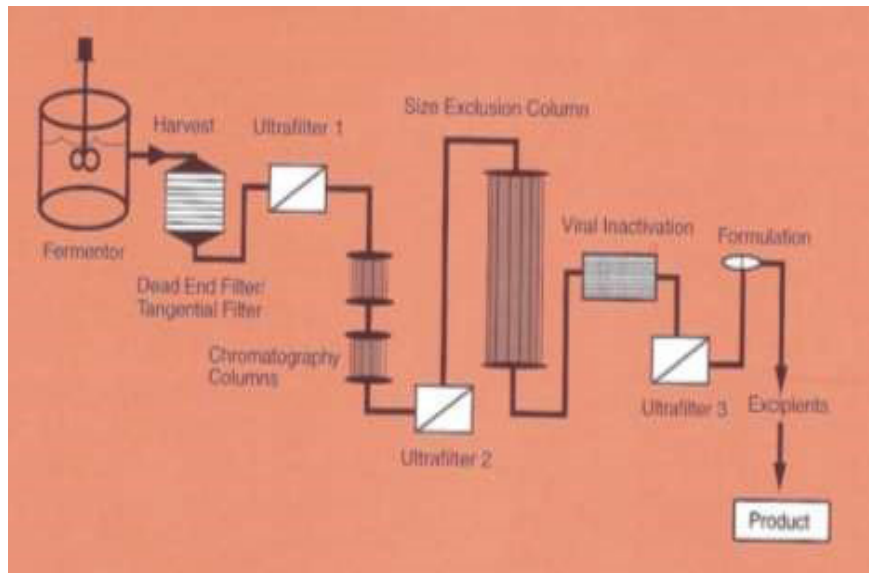 Size Exclusion Column
Harvest
Ultrafilter 1
Viral Inactivation
Formulation
Fermentor
Dead End Filter/
Tangential Filter
Chromatography
Columns
Ultrafilter 3
Excipients
Ultrafilter 2
Product